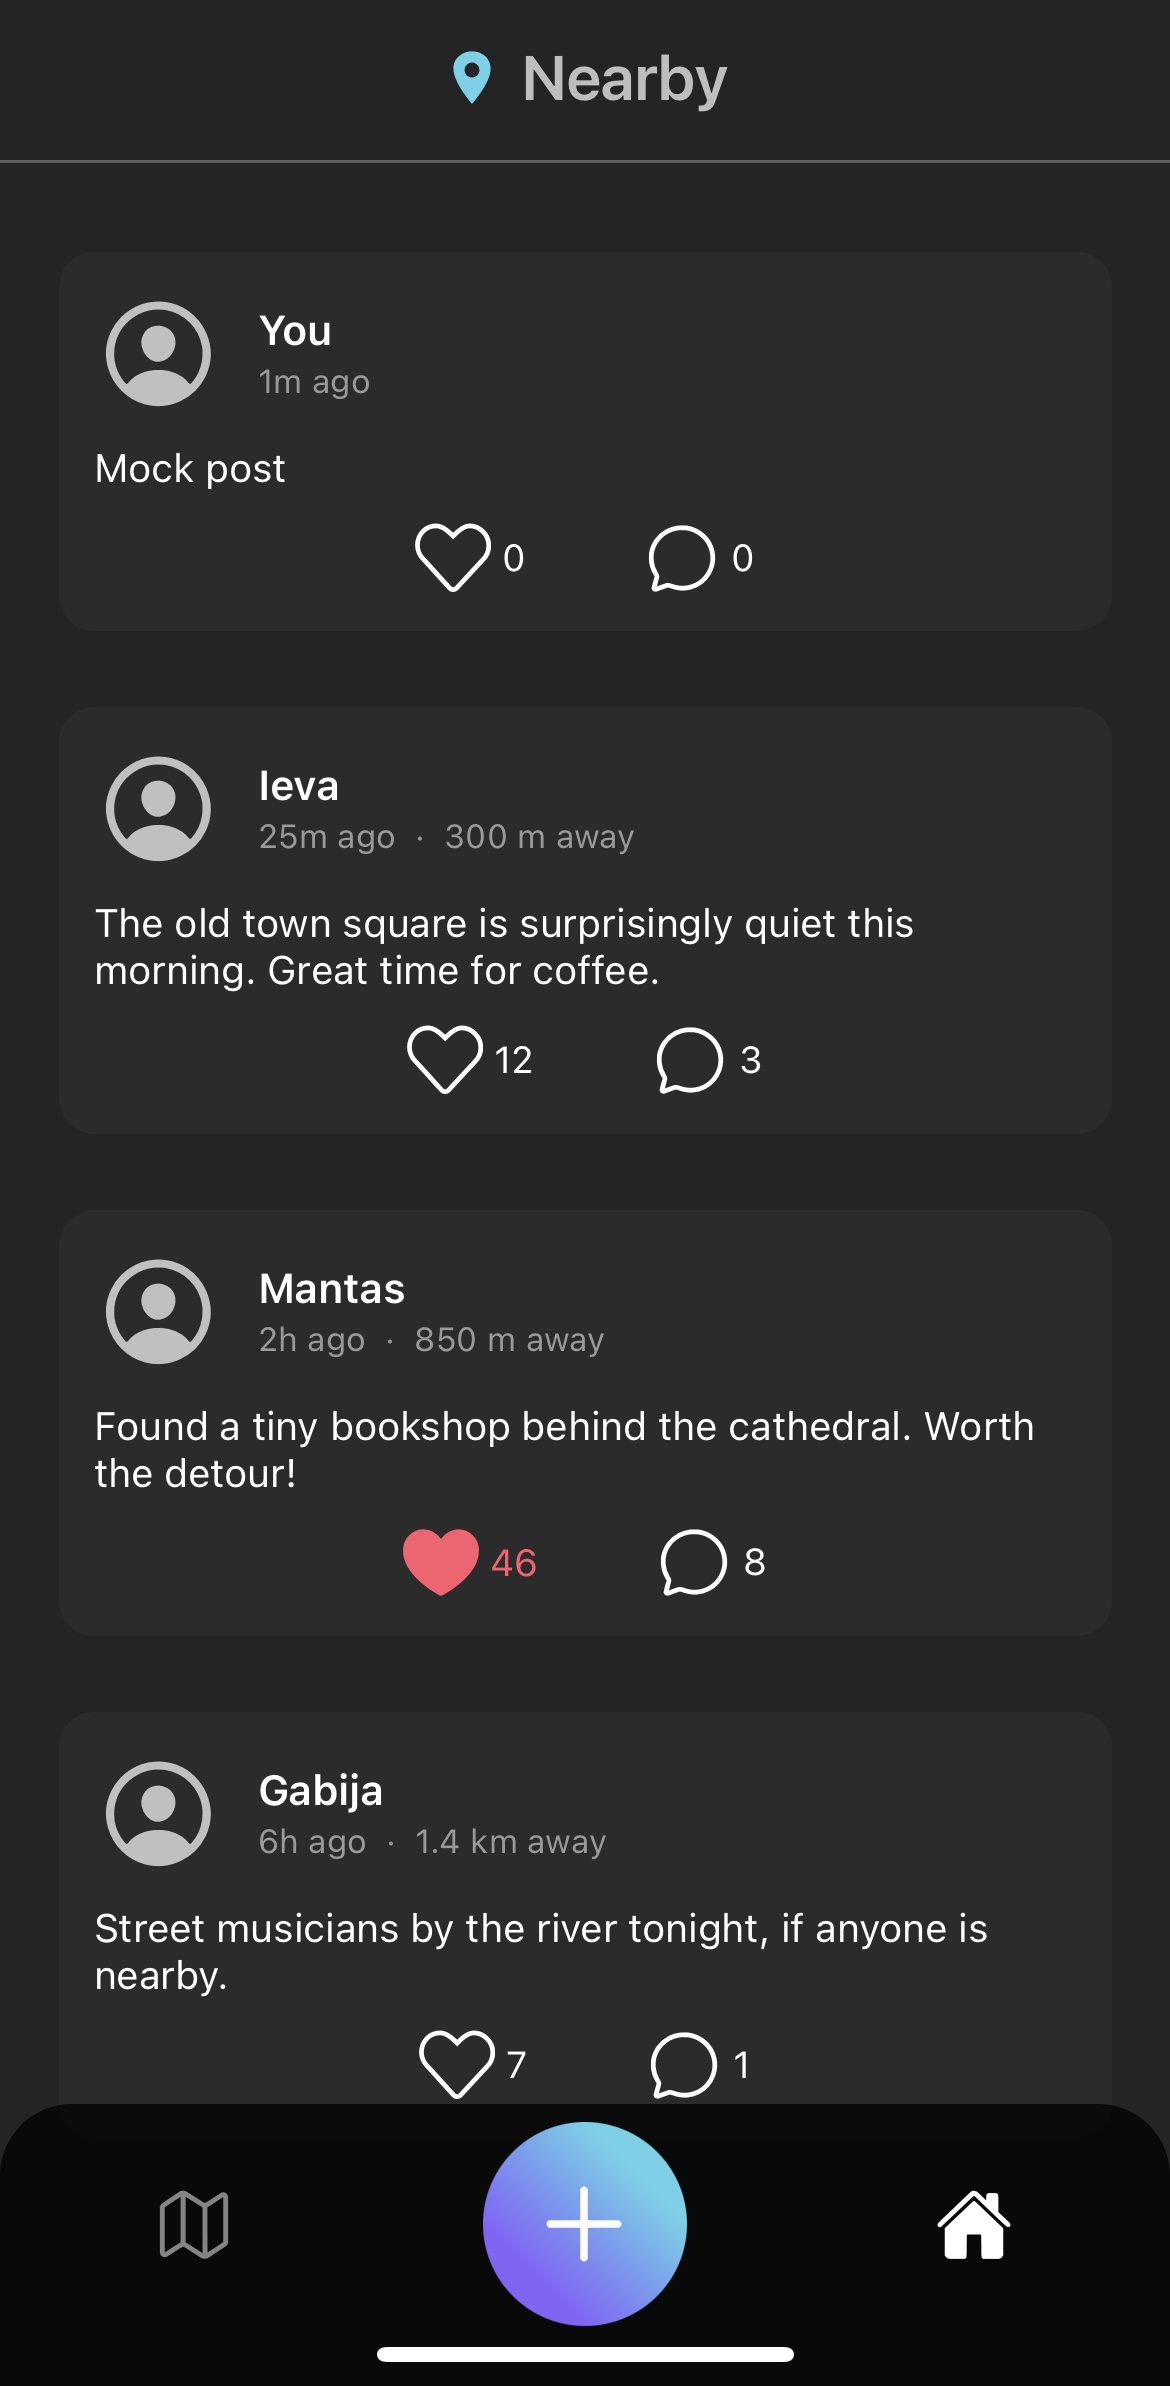 Nearby
You
1m ago
Mock post
0 0
Ieva
25m ago · 300 m away
The old town square is surprisingly quiet this
morning. Great time for coffee.
12 3
Mantas
2h ago · 850 m away
Found a tiny bookshop behind the cathedral. Worth
the detour!
46 8
Gabija
6h ago · 1.4 km away
Street musicians by the river tonight, if anyone is
nearby.
7 1